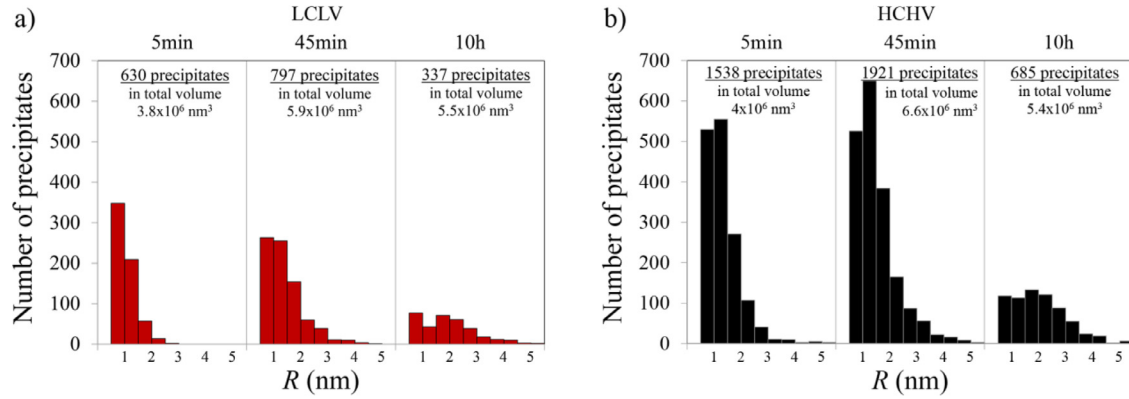 a)
LCLV
5min 45min 10h
630 precipitates 797 precipitates 337 precipitates
in total volume in total volume in total volume
3.8x10⁶ nm³ 5.9x10⁶ nm³ 5.5x10⁶ nm³
Number of precipitates
700
600
500
400
300
200
100
0
1 2 3 4 5 1 2 3 4 5 1 2 3 4 5
R (nm)
b)
HCHV
5min 45min 10h
1538 precipitates 1921 precipitates 685 precipitates
in total volume in total volume in total volume
4x10⁶ nm³ 6.6x10⁶ nm³ 5.4x10⁶ nm³
Number of precipitates
700
600
500
400
300
200
100
0
1 2 3 4 5 1 2 3 4 5 1 2 3 4 5
R (nm)